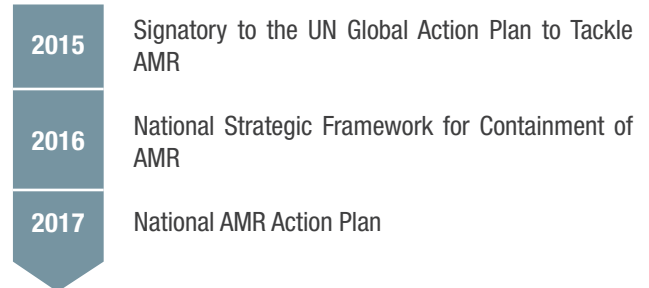 2015
Signatory to the UN Global Action Plan to Tackle
AMR
2016
National Strategic Framework for Containment of
AMR
2017
National AMR Action Plan